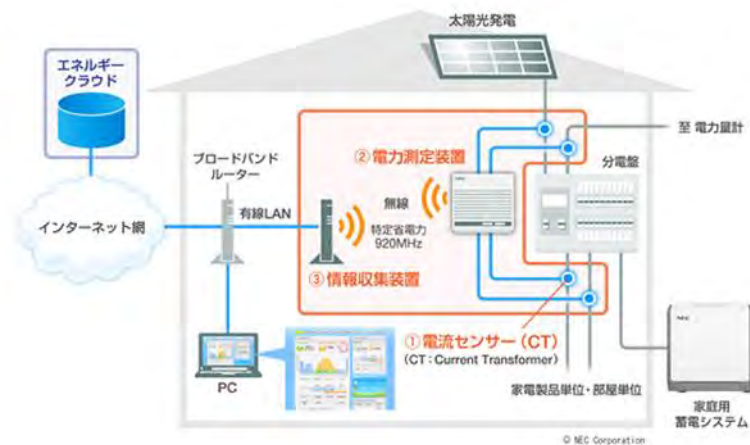 太陽光発電
エネルギー
クラウド
至 電力量計
②電力測定装置
分電盤
ブロードバンド
ルーター
無線
有線LAN
インターネット網
特定省電力
920MHz
③情報収集装置
NEC
①電流センサー(CT)
(CT:Current Transformer)
PC
家電製品単位・部屋単位
家庭用
蓄電システム
© NEC Corporation